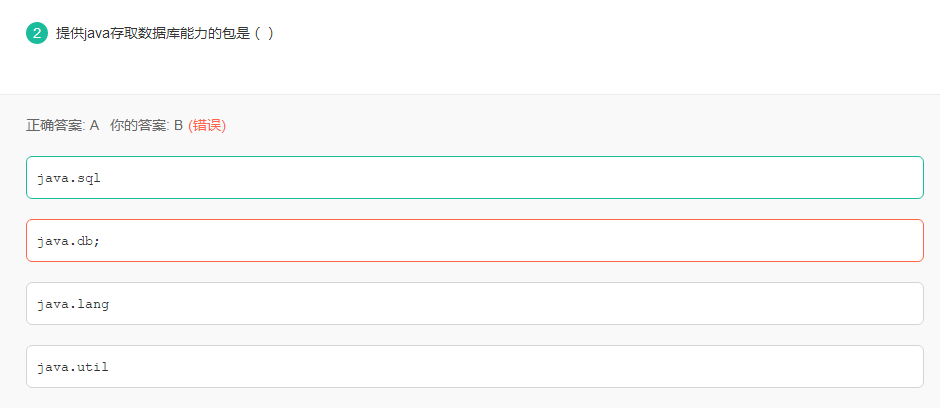 2 提供java存取数据库能力的包是（ ）
正确答案: A 你的答案: B (错误)
java.sql
java.db;
java.lang
java.util